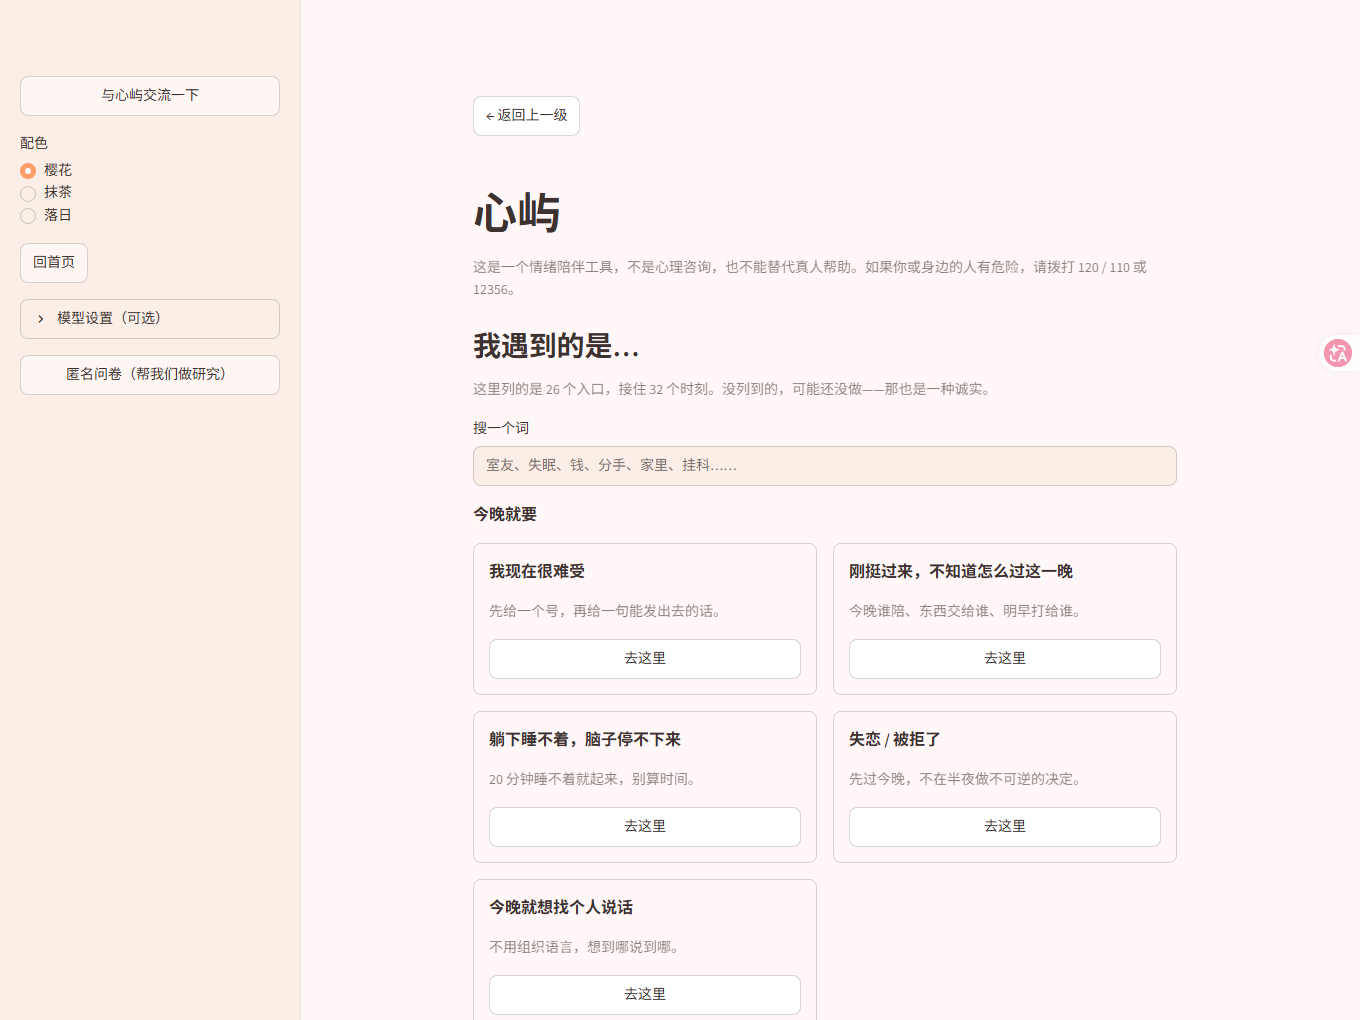 与心屿交流一下
配色
樱花
抹茶
落日
回首页
模型设置（可选）
匿名问卷（帮我们做研究）
← 返回上一级
心屿
这是一个情绪陪伴工具，不是心理咨询，也不能替代真人帮助。如果你或身边的人有危险，请拨打 120 / 110 或
12356。
我遇到的是…
这里列的是 26 个入口，接住 32 个时刻。没列到的，可能还没做——那也是一种诚实。
搜一个词
室友、失眠、钱、分手、家里、挂科……
今晚就要
我现在很难受
先给一个号，再给一句能发出去的话。
去这里
刚挺过来，不知道怎么过这一晚
今晚谁陪、东西交给谁、明早打给谁。
去这里
躺下睡不着，脑子停不下来
20 分钟睡不着就起来，别算时间。
去这里
失恋 / 被拒了
先过今晚，不在半夜做不可逆的决定。
去这里
今晚就想找个人说话
不用组织语言，想到哪说到哪。
去这里